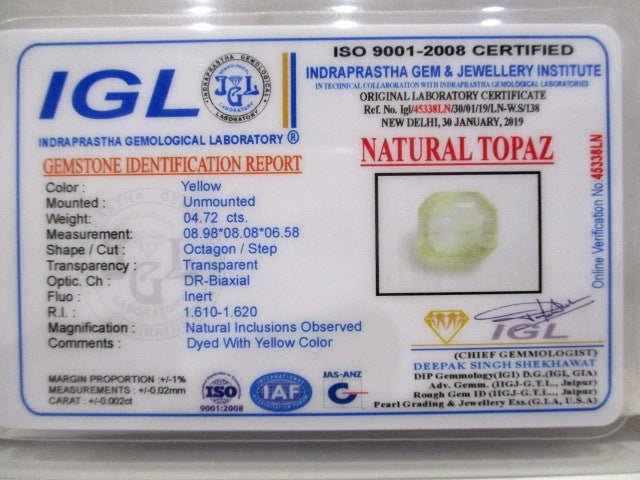 ISO 9001-2008 CERTIFIED
IGL
INDRAPRASTHA GEMOLOGICAL LABORATORY ®
INDRAPRASTHA GEM & JEWELLERY INSTITUTE
IN TECHNICAL COLLABORATION WITH INDRAPRASTHA GEMOLOGICAL LABORATORIES
ORIGINAL LABORATORY CERTIFICATE
Ref. No. Igl/45338LN/30/01/19/LN-W.S/138
NEW DELHI, 30 JANUARY, 2019
GEMSTONE IDENTIFICATION REPORT
NATURAL TOPAZ
Color : Yellow
Mounted : Unmounted
Weight: 04.72 cts.
Measurement: 08.98*08.08*06.58
Shape / Cut : Octagon / Step
Transparency : Transparent
Optic. Ch : DR-Biaxial
Fluo : Inert
R.I. : 1.610-1.620
Magnification : Natural Inclusions Observed
Comments : Dyed With Yellow Color
Online Verification No: 45338LN
MARGIN PROPORTION :+/-1%
MEASUREMENTS : +/-0.02mm
CARAT : +/-0.002ct
ISO
9001:2008
IAF
JAS-ANZ
IGL
(CHIEF GEMMOLOGIST)
DEEPAK SINGH SHEKHAWAT
DIP Gemmology(IGI) D.G.(IGI, GIA)
Adv. Gemm. (IIGJ-G.T.L., Jaipur)
Rough Gem ID (IIGJ-G.T.L., Jaipur)
Pearl Grading & Jewellery Ess.(G.I.A, U.S.A)